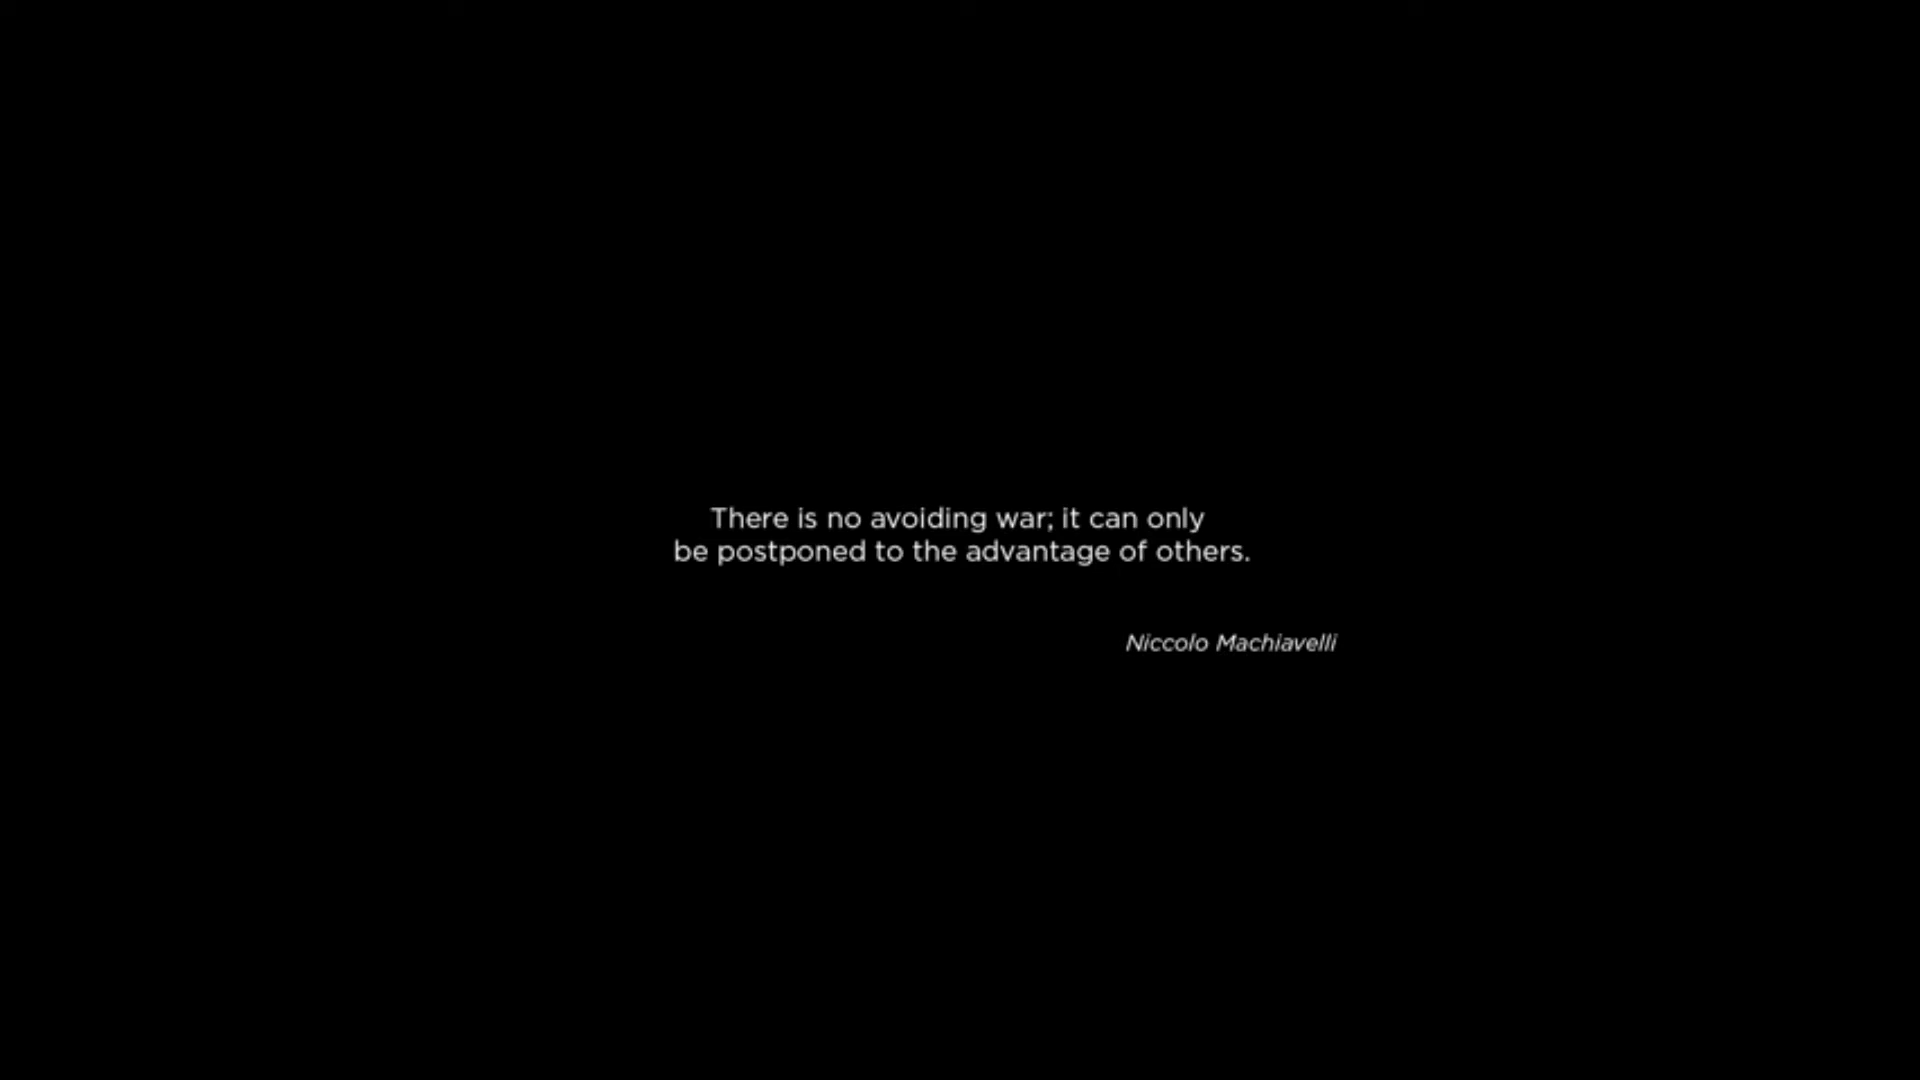 There is no avoiding war; it can only
be postponed to the advantage of others.
Niccolo Machiavelli